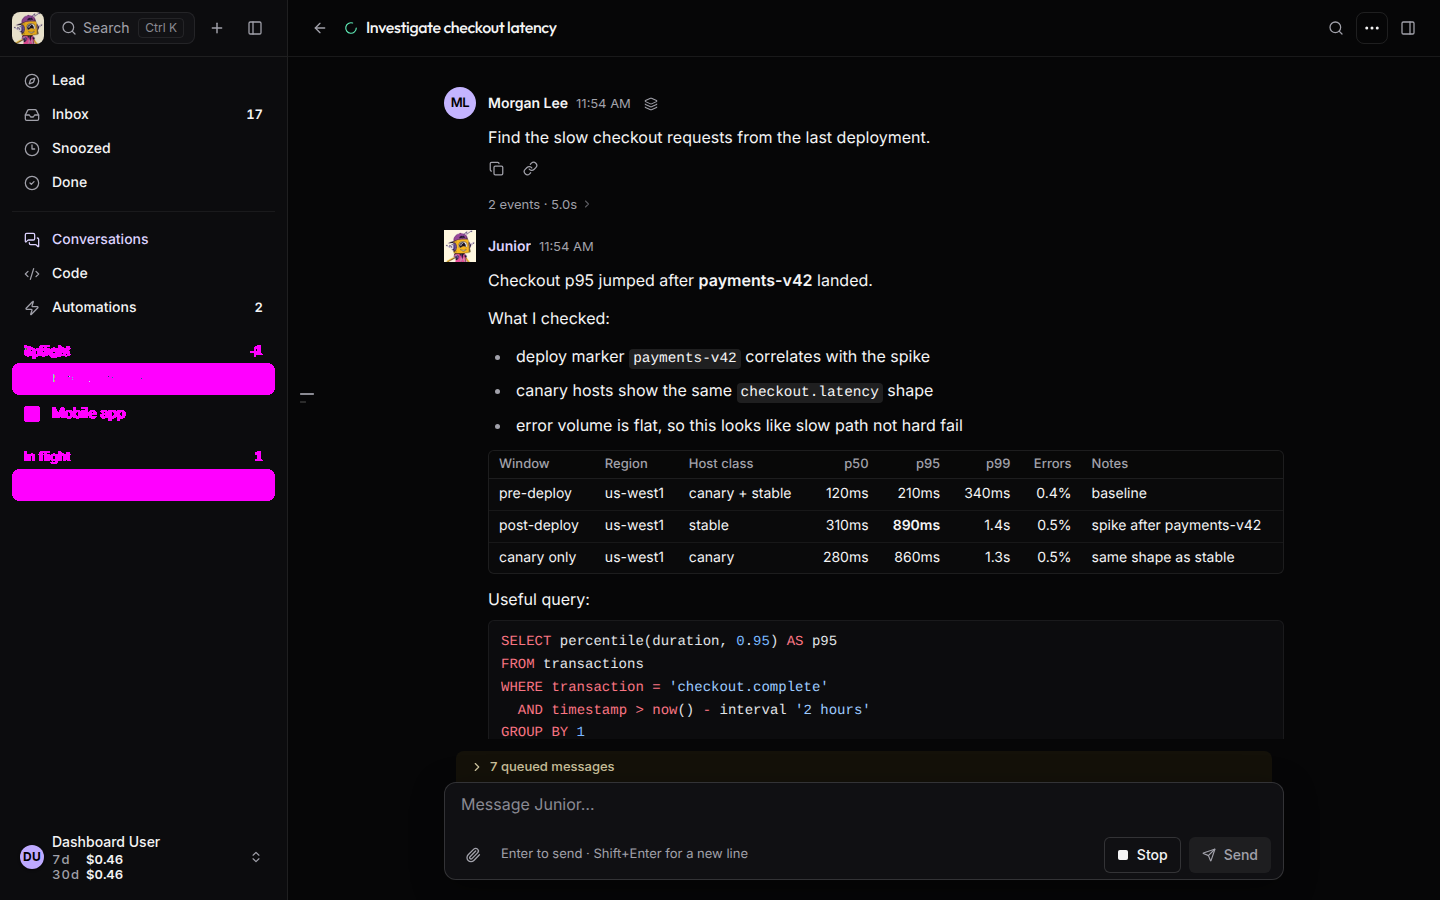 Search Ctrl K
Lead
Inbox 17
Snoozed
Done
Conversations
Code
Automations 2
Mobile app
In flight 1
DU Dashboard User
7d $0.46
30d $0.46
Investigate checkout latency
ML Morgan Lee 11:54 AM
Find the slow checkout requests from the last deployment.
2 events · 5.0s
Junior 11:54 AM
Checkout p95 jumped after payments-v42 landed.
What I checked:
deploy marker payments-v42 correlates with the spike
canary hosts show the same checkout.latency shape
error volume is flat, so this looks like slow path not hard fail
Window Region Host class p50 p95 p99 Errors Notes
pre-deploy us-west1 canary + stable 120ms 210ms 340ms 0.4% baseline
post-deploy us-west1 stable 310ms 890ms 1.4s 0.5% spike after payments-v42
canary only us-west1 canary 280ms 860ms 1.3s 0.5% same shape as stable
Useful query:
SELECT percentile(duration, 0.95) AS p95
FROM transactions
WHERE transaction = 'checkout.complete'
AND timestamp > now() - interval '2 hours'
GROUP BY 1
7 queued messages
Message Junior...
Enter to send · Shift+Enter for a new line
Stop
Send